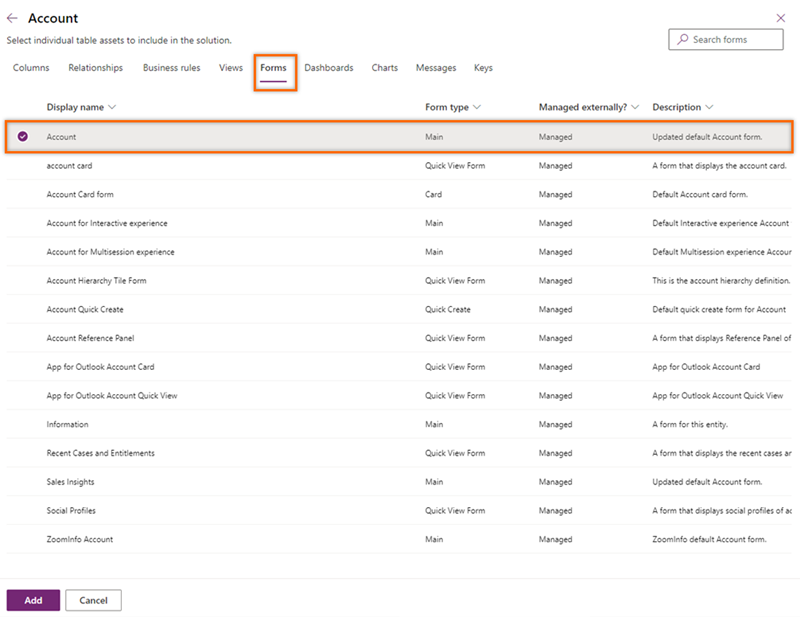 Account
Select individual table assets to include in the solution.
Search forms
Columns Relationships Business rules Views Forms Dashboards Charts Messages Keys
Display name Form type Managed externally? Description
Account Main Managed Updated default Account form.
account card Quick View Form Managed A form that displays the account card.
Account Card form Card Managed Default Account card form.
Account for Interactive experience Main Managed Default Interactive experience Account
Account for Multisession experience Main Managed Default Multisession experience Accour
Account Hierarchy Tile Form Quick View Form Managed This is the account hierarchy definition.
Account Quick Create Quick Create Managed Default quick create form for Account
Account Reference Panel Quick View Form Managed A form that displays Reference Panel of
App for Outlook Account Card Quick View Form Managed App for Outlook Account Card
App for Outlook Account Quick View Quick View Form Managed App for Outlook Account Quick View
Information Main Managed A form for this entity.
Recent Cases and Entitlements Quick View Form Managed A form that displays the recent cases ar
Sales Insights Main Managed Updated default Account form.
Social Profiles Quick View Form Managed A form that displays social profiles of ac
ZoomInfo Account Main Managed ZoomInfo default Account form.
Add Cancel